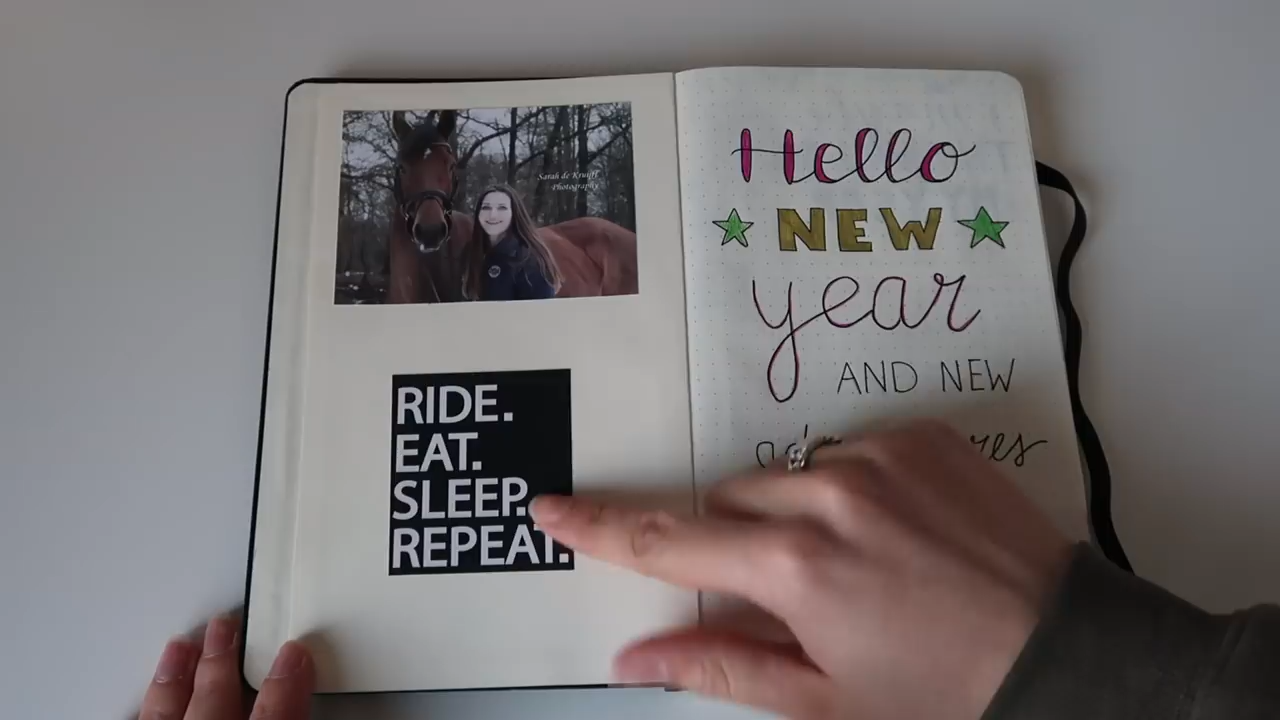 Sarah de Kruijff
Photography
RIDE.
EAT.
SLEEP.
REPEAT.
Hello
NEW
year
AND NEW